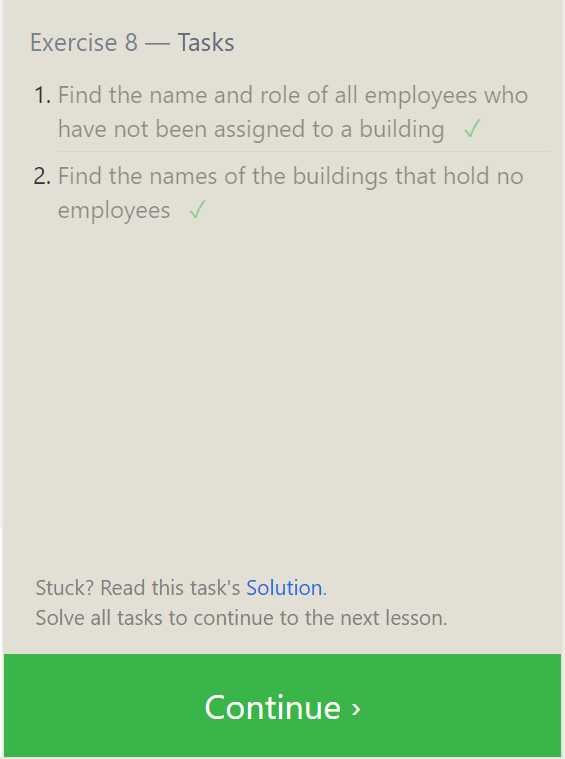 Exercise 8 — Tasks
1. Find the name and role of all employees who
have not been assigned to a building ✓
2. Find the names of the buildings that hold no
employees ✓
Stuck? Read this task's Solution.
Solve all tasks to continue to the next lesson.
Continue ›